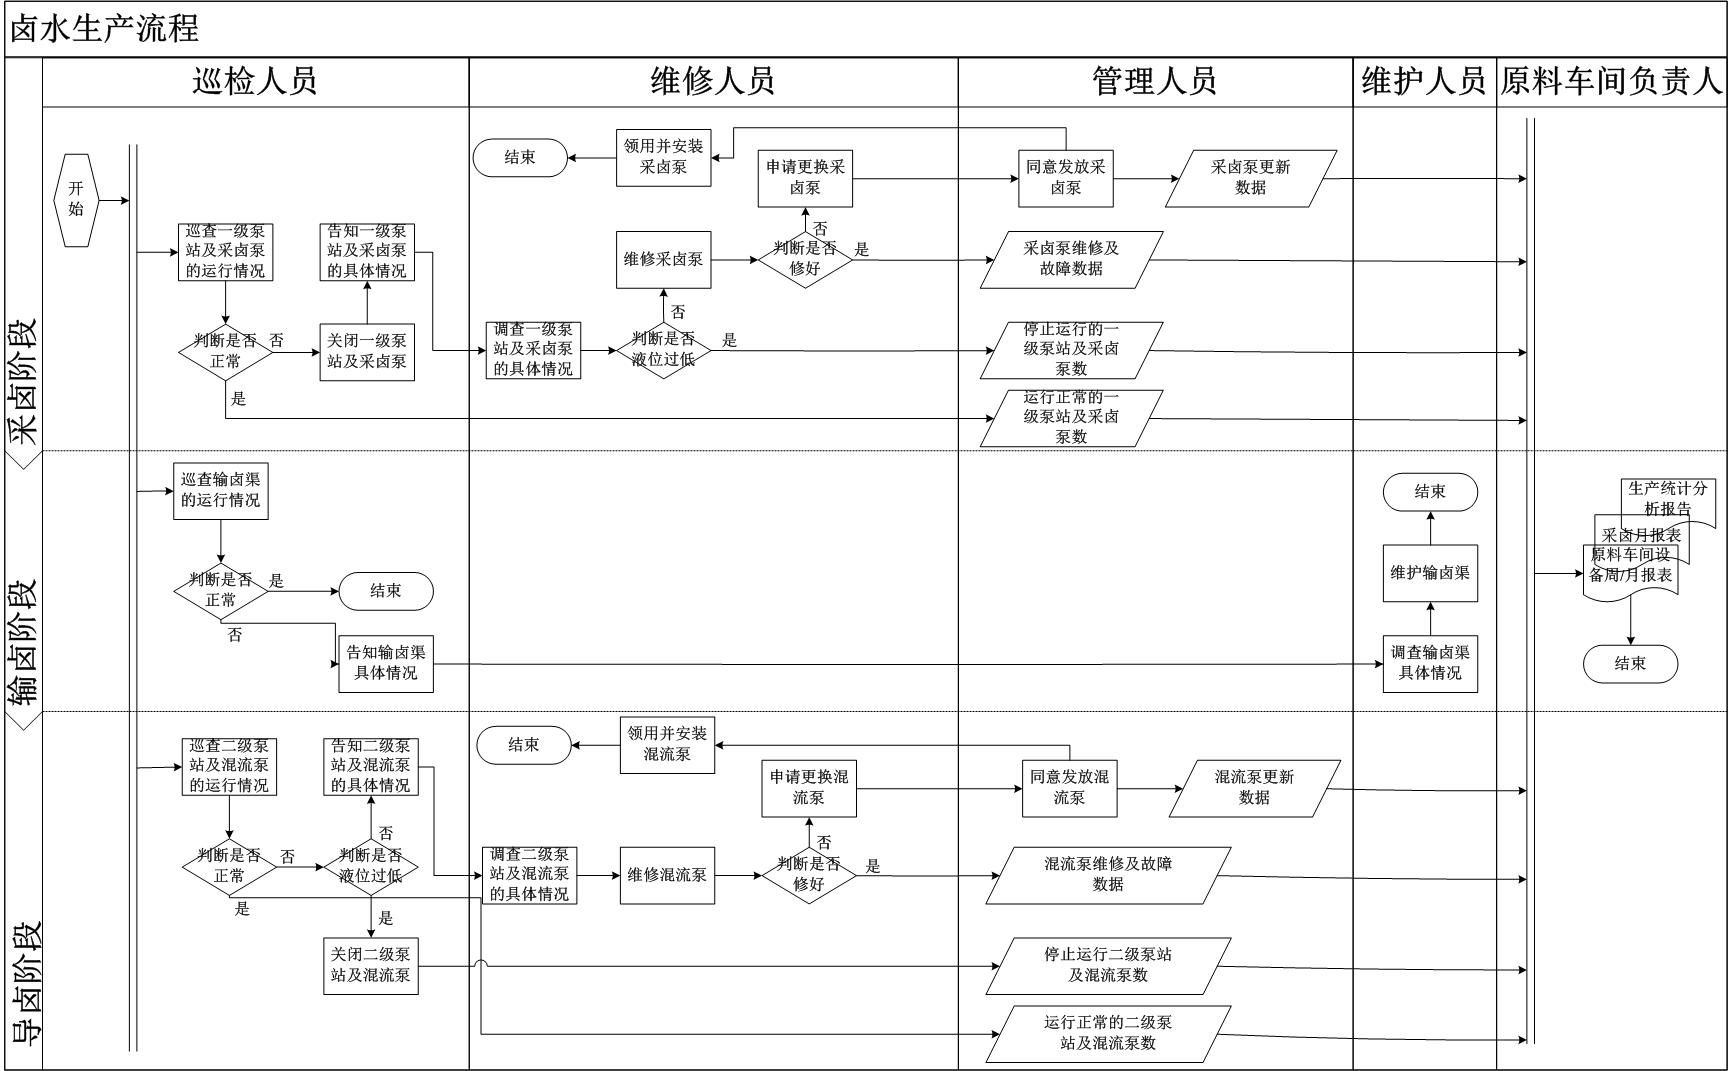 卤水生产流程
巡检人员
维修人员
管理人员
维护人员
原料车间负责人
采卤阶段
开
始
巡查一级泵
站及采卤泵
的运行情况
告知一级泵
站及采卤泵
的具体情况
判断是否
正常
否
关闭一级泵
站及采卤泵
是
结束
领用并安装
采卤泵
申请更换采
卤泵
否
维修采卤泵
判断是否
修好
是
否
调查一级泵
站及采卤泵
的具体情况
判断是否
液位过低
是
同意发放采
卤泵
采卤泵更新
数据
采卤泵维修及
故障数据
停止运行的一
级泵站及采卤
泵数
运行正常的一
级泵站及采卤
泵数
输卤阶段
巡查输卤渠
的运行情况
判断是否
正常
是
结束
否
告知输卤渠
具体情况
结束
维护输卤渠
调查输卤渠
具体情况
生产统计分
析报告
采卤月报表
原料车间设
备周/月报表
结束
导卤阶段
巡查二级泵
站及混流泵
的运行情况
告知二级泵
站及混流泵
的具体情况
否
判断是否
正常
否
判断是否
液位过低
是
是
关闭二级泵
站及混流泵
结束
领用并安装
混流泵
申请更换混
流泵
否
调查二级泵
站及混流泵
的具体情况
维修混流泵
判断是否
修好
是
同意发放混
流泵
混流泵更新
数据
混流泵维修及故障
数据
停止运行二级泵站
及混流泵数
运行正常的二级泵
站及混流泵数